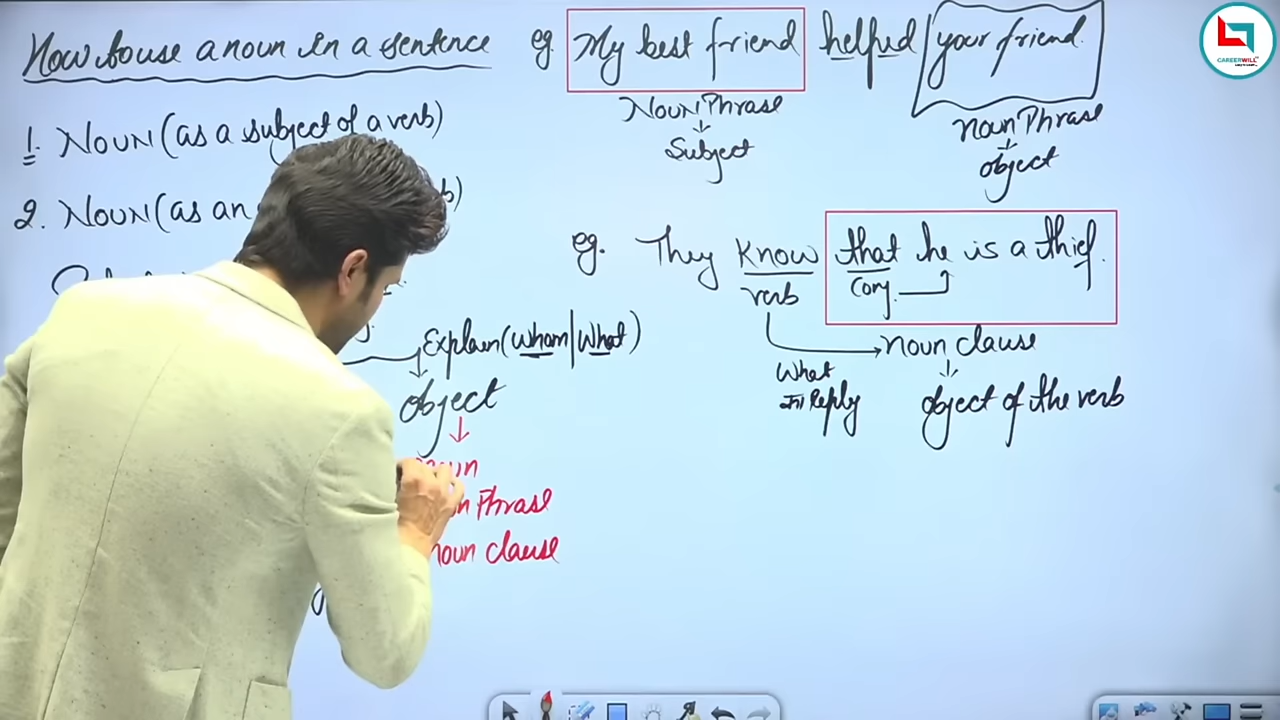 How to use a noun in a sentence
eg. My best friend helped your friend.
Noun Phrase
Subject
noun Phrase
object
1. Noun (as a subject of a verb)
2. Noun (as an
b)
eg. They know that he is a thief.
verb
Conj.
Explain (whom | what)
object
noun
Phrase
noun clause
noun clause
What
Reply
object of the verb
CAREERWILL